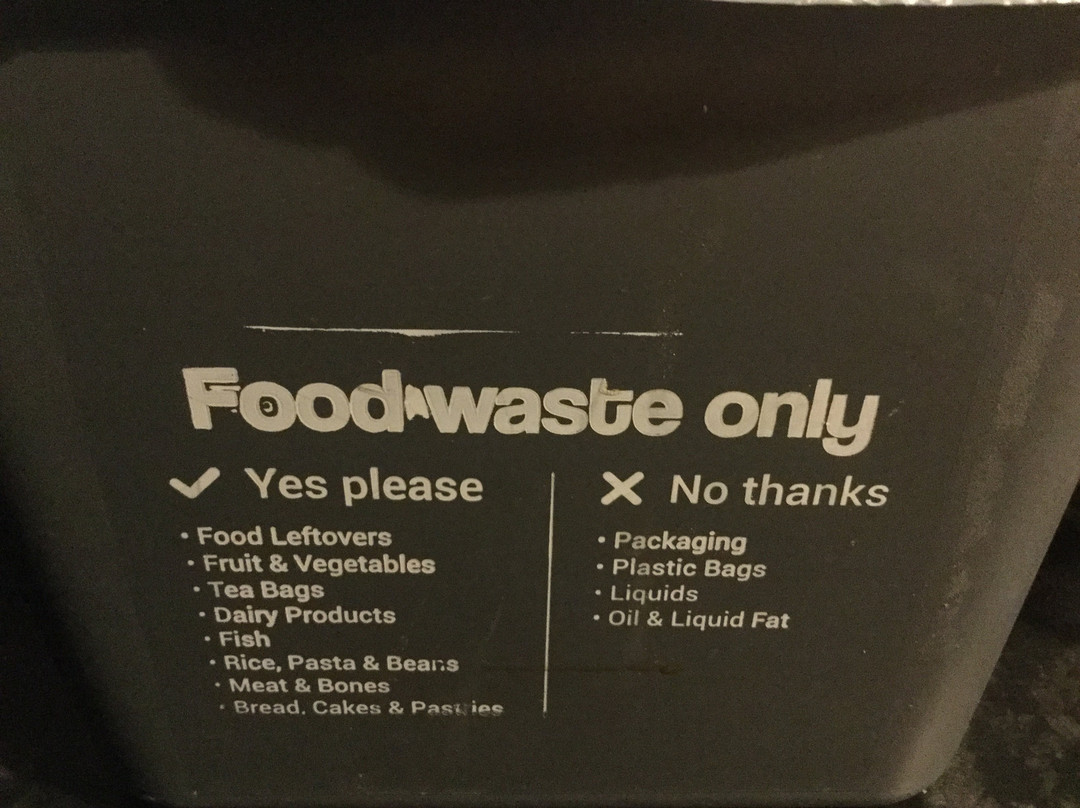 Food waste only
Yes please
• Food Leftovers
• Fruit & Vegetables
• Tea Bags
• Dairy Products
• Fish
• Rice, Pasta & Beans
• Meat & Bones
• Bread, Cakes & Pastries
No thanks
• Packaging
• Plastic Bags
• Liquids
• Oil & Liquid Fat